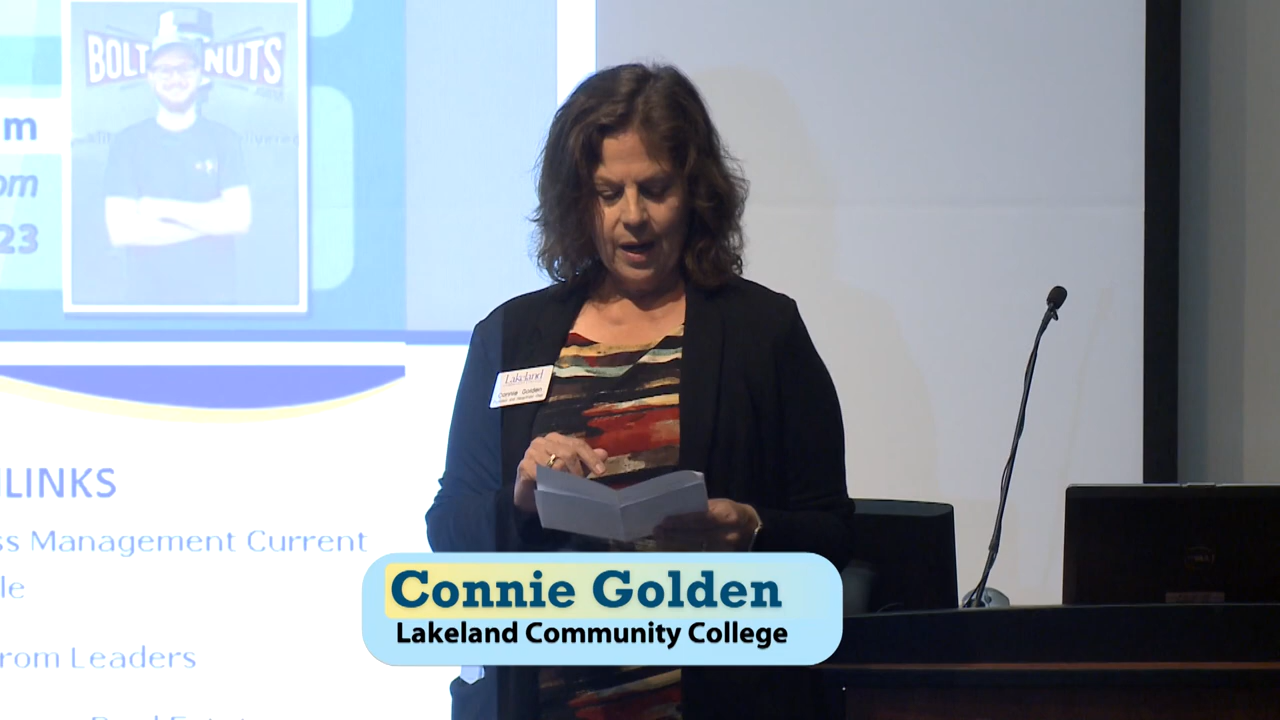 BOLT NUTS
m
om
23
LINKS
ss Management Current
le
rom Leaders
Lakeland
Connie Golden
Connie Golden
Lakeland Community College